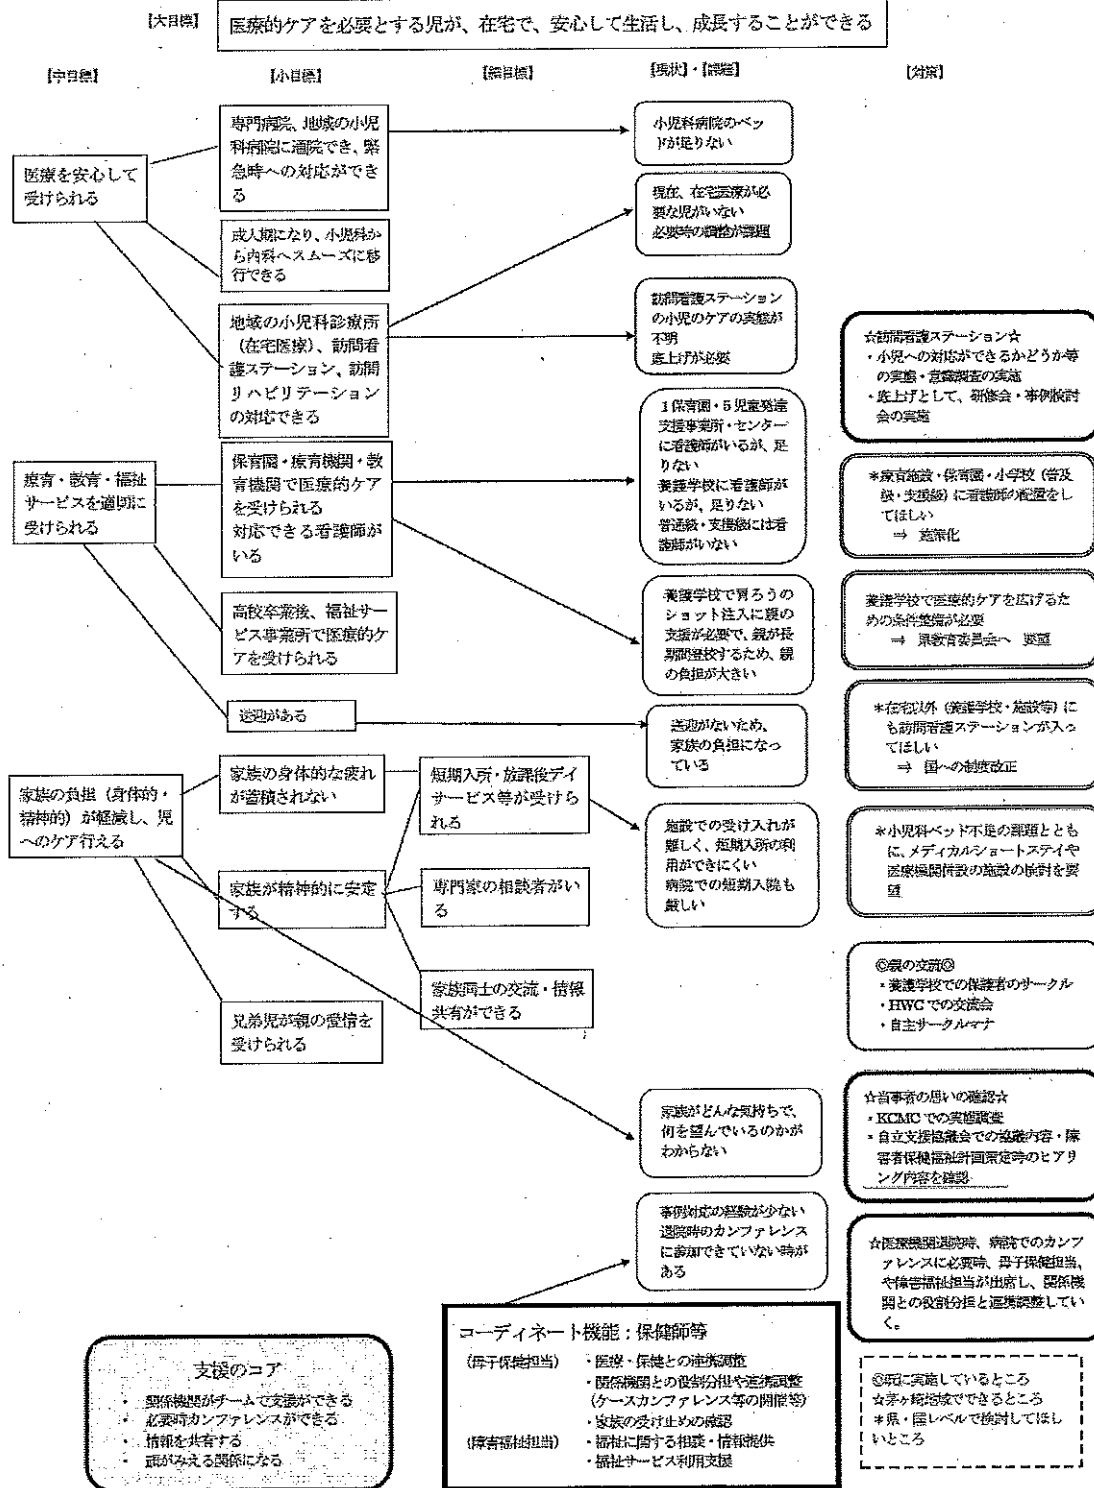 【大目標】
医療的ケアを必要とする児が、在宅で、安心して生活し、成長することができる
【中目標】
【小目標】
【細目標】
【現状】・【課題】
【対策】
医療を安心して
受けられる
療育・教育・福祉
サービスを適切に
受けられる
家族の負担（身体的・
精神的）が軽減し、児
へのケア行える
専門病院、地域の小児
科病院に通院でき、緊
急時への対応ができ
る
成人期になり、小児科か
ら内科へスムーズに移
行できる
地域の小児科診療所
（在宅医療）、訪問看
護ステーション、訪問
リハビリテーション
の対応できる
保育園・療育機関・教
育機関で医療的ケア
を受けられる
対応できる看護師が
いる
高校卒業後、福祉サー
ビス事業所で医療的ケ
アを受けられる
送迎がある
家族の身体的な疲れ
が蓄積されない
家族が精神的に安定
する
兄弟児が親の愛情を
受けられる
短期入所・放課後デイ
サービス等が受けら
れる
専門家の相談者がい
る
家族同士の交流・情報
共有ができる
小児科病院のベッ
ドが足りない
現在、在宅医療が必
要な児がいない
必要時の調整が課題
訪問看護ステーション
の小児のケアの実態が
不明
底上げが必要
１保育園・５児童発達
支援事業所・センター
に看護師がいるが、足
りない
養護学校に看護師が
いるが、足りない
普通級・支援級には看
護師がいない
養護学校で胃ろうの
ショット注入に親の
支援が必要で、親が長
期間登校するため、親
の負担が大きい
送迎がないため、
家族の負担になっ
ている
施設での受け入れが
難しく、短期入所の利
用ができにくい
病院での短期入院も
厳しい
家族がどんな気持ちで、
何を望んでいるのかが
わからない
事例対応の経験が少ない
退院時のカンファレンス
に参加できていない時が
ある
☆訪問看護ステーション☆
・小児への対応ができるかどうか等
の実態・意識調査の実施
・底上げとして、研修会・事例検討
会の実施
＊療育施設・保育園・小学校（普及
級・支援級）に看護師の配置をし
てほしい
⇒ 施策化
養護学校で医療的ケアを広げるた
めの条件整備が必要
⇒ 県教育委員会へ 要望
＊在宅以外（養護学校・施設等）に
も訪問看護ステーションが入っ
てほしい
⇒ 国への制度改正
＊小児科ベッド不足の課題ととも
に、メディカルショートステイや
医療機関併設の施設の検討を要
望
◎親の交流◎
・養護学校での保護者のサークル
・HWC での交流会
・自主サークルマナ
☆当事者の思いの確認☆
・KCMC での実態調査
・自立支援協議会での協議内容・障
害者保健福祉計画策定時のヒアリ
ング内容を確認
☆医療機関退院時、病院でのカンフ
ァレンスに必要時、母子保健担当、
や障害福祉担当が出席し、関係機
関との役割分担と連携調整してい
く。
支援のコア
・ 関係機関がチームで支援ができる
・ 必要時カンファレンスができる
・ 情報を共有する
・ 顔がみえる関係になる
コーディネート機能：保健師等
（母子保健担当） ・医療・保健との連携調整
・関係機関との役割分担や連携調整
（ケースカンファレンス等の開催等）
・家族の受け止めの確認
（障害福祉担当） ・福祉に関する相談・情報提供
・福祉サービス利用支援
◎既に実施しているところ
☆茅ヶ崎地域でできるところ
＊県・国レベルで検討してほし
いところ